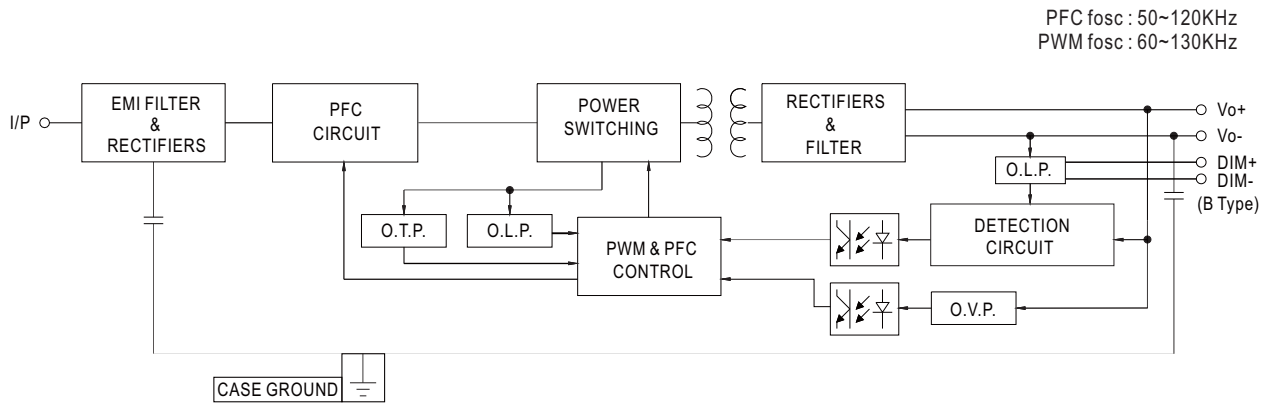 PFC fosc : 50~120KHz
PWM fosc : 60~130KHz
I/P
EMI FILTER
&
RECTIFIERS
PFC
CIRCUIT
POWER
SWITCHING
RECTIFIERS
&
FILTER
Vo+
Vo-
DIM+
DIM-
(B Type)
O.L.P.
O.T.P.
O.L.P.
PWM & PFC
CONTROL
DETECTION
CIRCUIT
O.V.P.
CASE GROUND